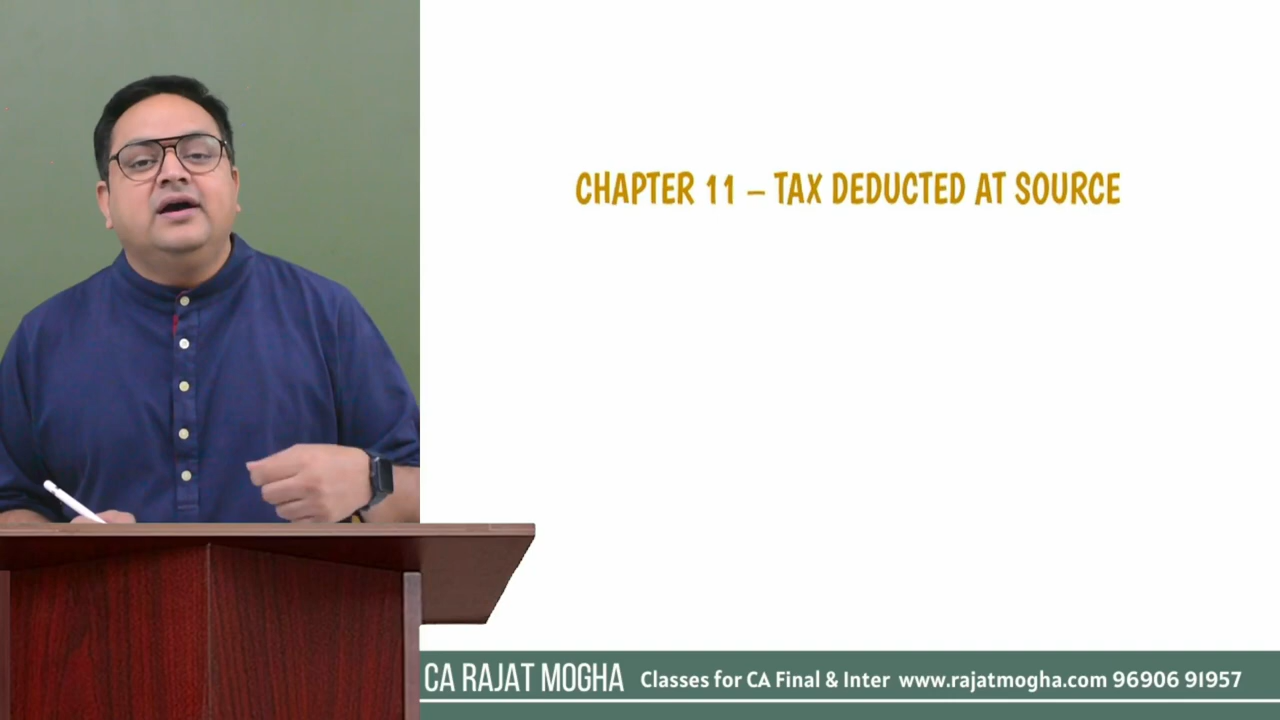 CHAPTER 11 – TAX DEDUCTED AT SOURCE
CA RAJAT MOGHA Classes for CA Final & Inter www.rajatmogha.com 96906 91957